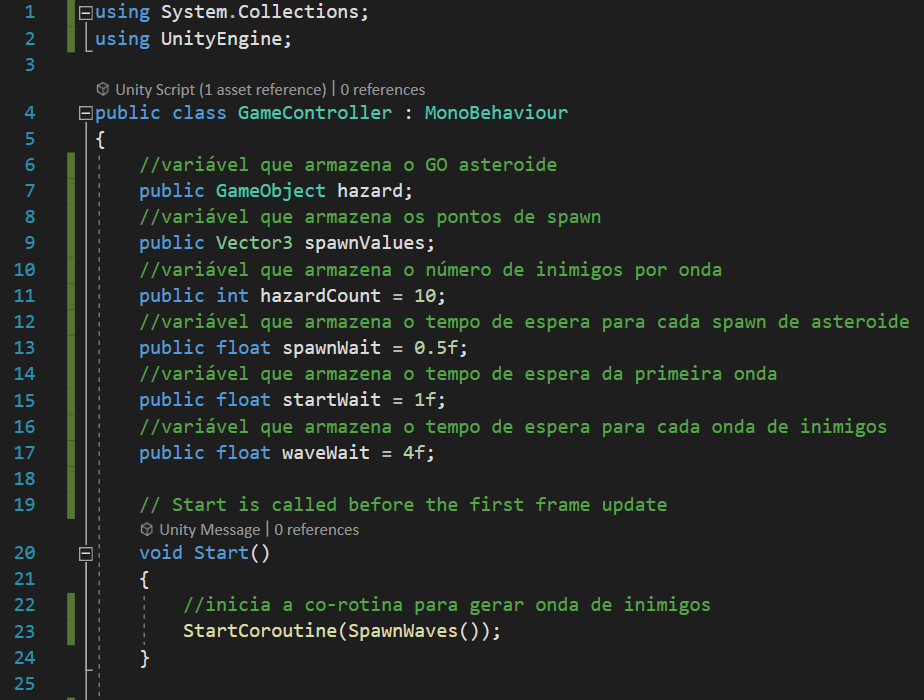 1 using System.Collections;
2 using UnityEngine;
3
Unity Script (1 asset reference) | 0 references
4 public class GameController : MonoBehaviour
5 {
6 //variável que armazena o GO asteroide
7 public GameObject hazard;
8 //variável que armazena os pontos de spawn
9 public Vector3 spawnValues;
10 //variável que armazena o número de inimigos por onda
11 public int hazardCount = 10;
12 //variável que armazena o tempo de espera para cada spawn de asteroide
13 public float spawnWait = 0.5f;
14 //variável que armazena o tempo de espera da primeira onda
15 public float startWait = 1f;
16 //variável que armazena o tempo de espera para cada onda de inimigos
17 public float waveWait = 4f;
18
19 // Start is called before the first frame update
Unity Message | 0 references
20 void Start()
21 {
22 //inicia a co-rotina para gerar onda de inimigos
23 StartCoroutine(SpawnWaves());
24 }
25